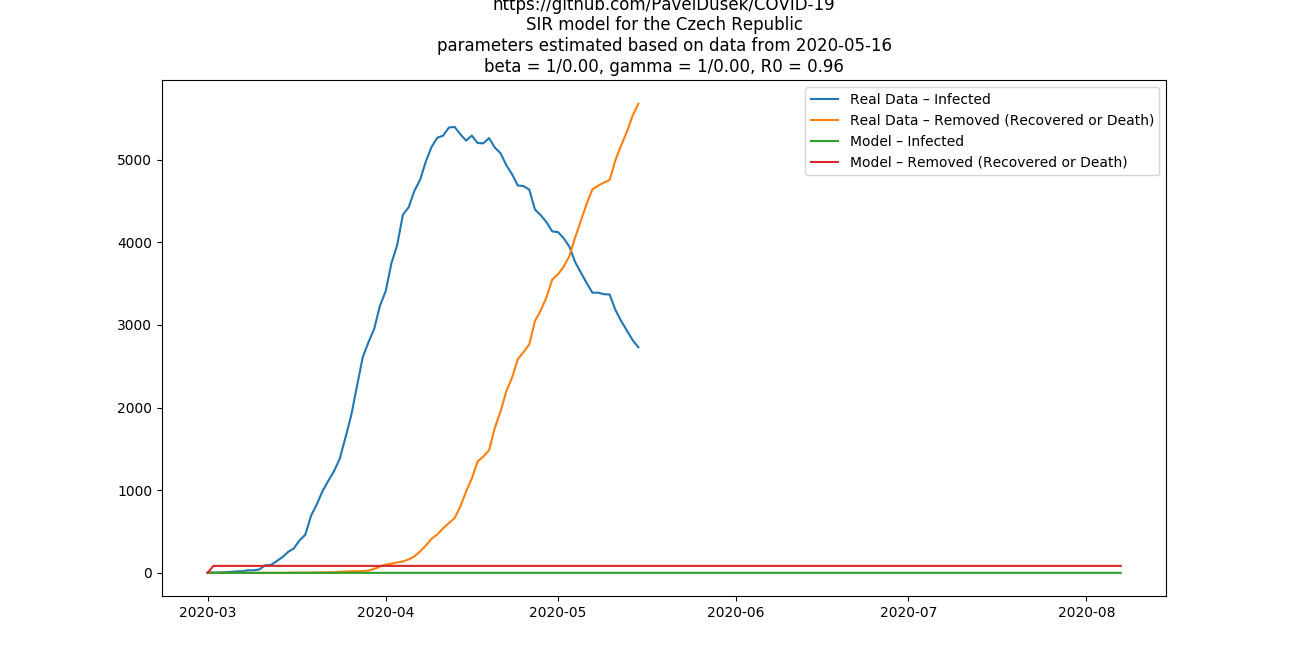 https://github.com/PavelDusek/COVID-19
SIR model for the Czech Republic
parameters estimated based on data from 2020-05-16
beta = 1/0.00, gamma = 1/0.00, R0 = 0.96
Real Data – Infected
Real Data – Removed (Recovered or Death)
Model – Infected
Model – Removed (Recovered or Death)
5000
4000
3000
2000
1000
0
2020-03 2020-04 2020-05 2020-06 2020-07 2020-08